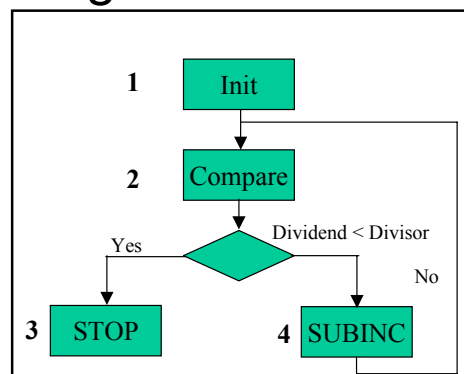 1
Init
2
Compare
Dividend < Divisor
Yes
No
3
STOP
4
SUBINC